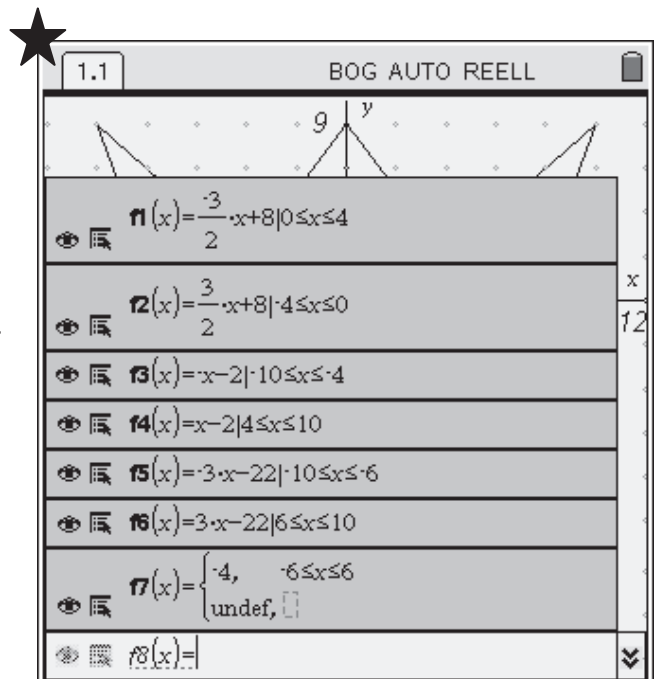 1.1 BOG AUTO REELL
9 y
f1(x)=-3/2·x+8|0≤x≤4
x
f2(x)=3/2·x+8|-4≤x≤0
12
f3(x)=-x-2|-10≤x≤-4
f4(x)=x-2|4≤x≤10
f5(x)=-3·x-22|-10≤x≤-6
f6(x)=3·x-22|6≤x≤10
f7(x)={-4, -6≤x≤6
undef,
f8(x)=